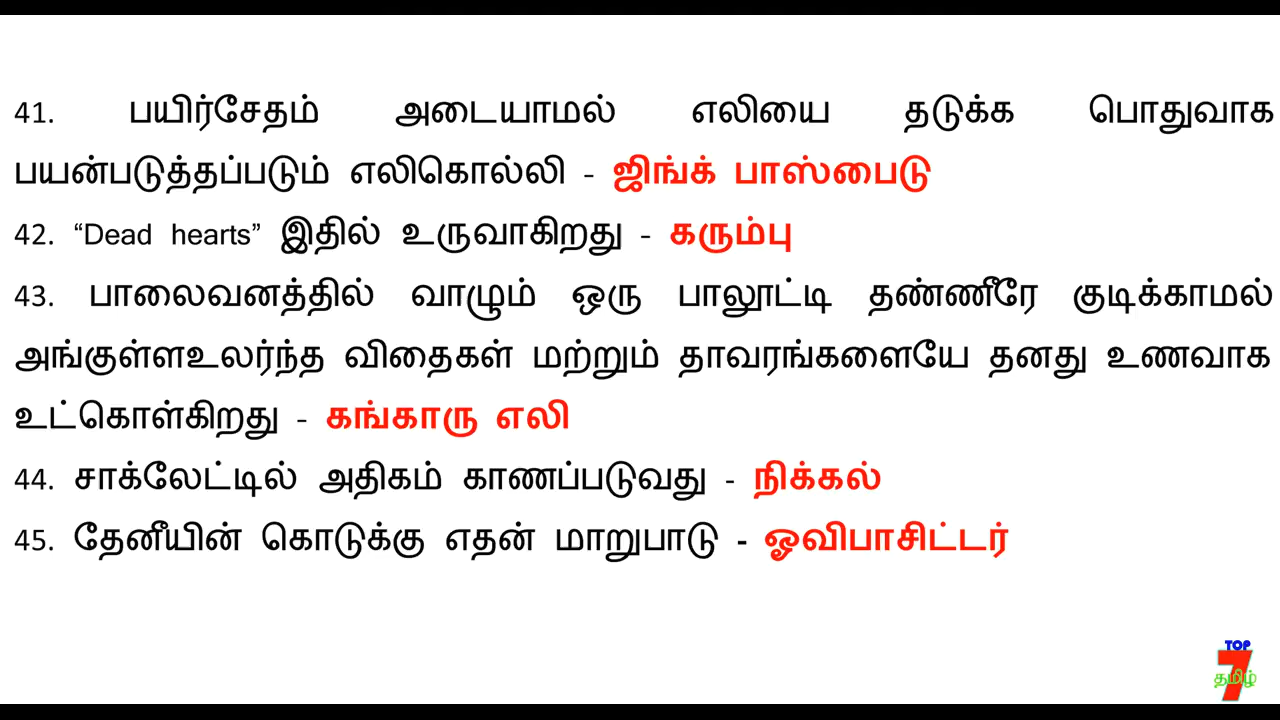 41. பயிர்சேதம் அடையாமல் எலியை தடுக்க பொதுவாக
பயன்படுத்தப்படும் எலிகொல்லி - ஜிங்க் பாஸ்பைடு
42. “Dead hearts” இதில் உருவாகிறது - கரும்பு
43. பாலைவனத்தில் வாழும் ஒரு பாலூட்டி தண்ணீரே குடிக்காமல்
அங்குள்ளஉலர்ந்த விதைகள் மற்றும் தாவரங்களையே தனது உணவாக
உட்கொள்கிறது - கங்காரு எலி
44. சாக்லேட்டில் அதிகம் காணப்படுவது - நிக்கல்
45. தேனீயின் கொடுக்கு எதன் மாறுபாடு - ஓவிபாசிட்டர்
TOP
7
தமிழ்